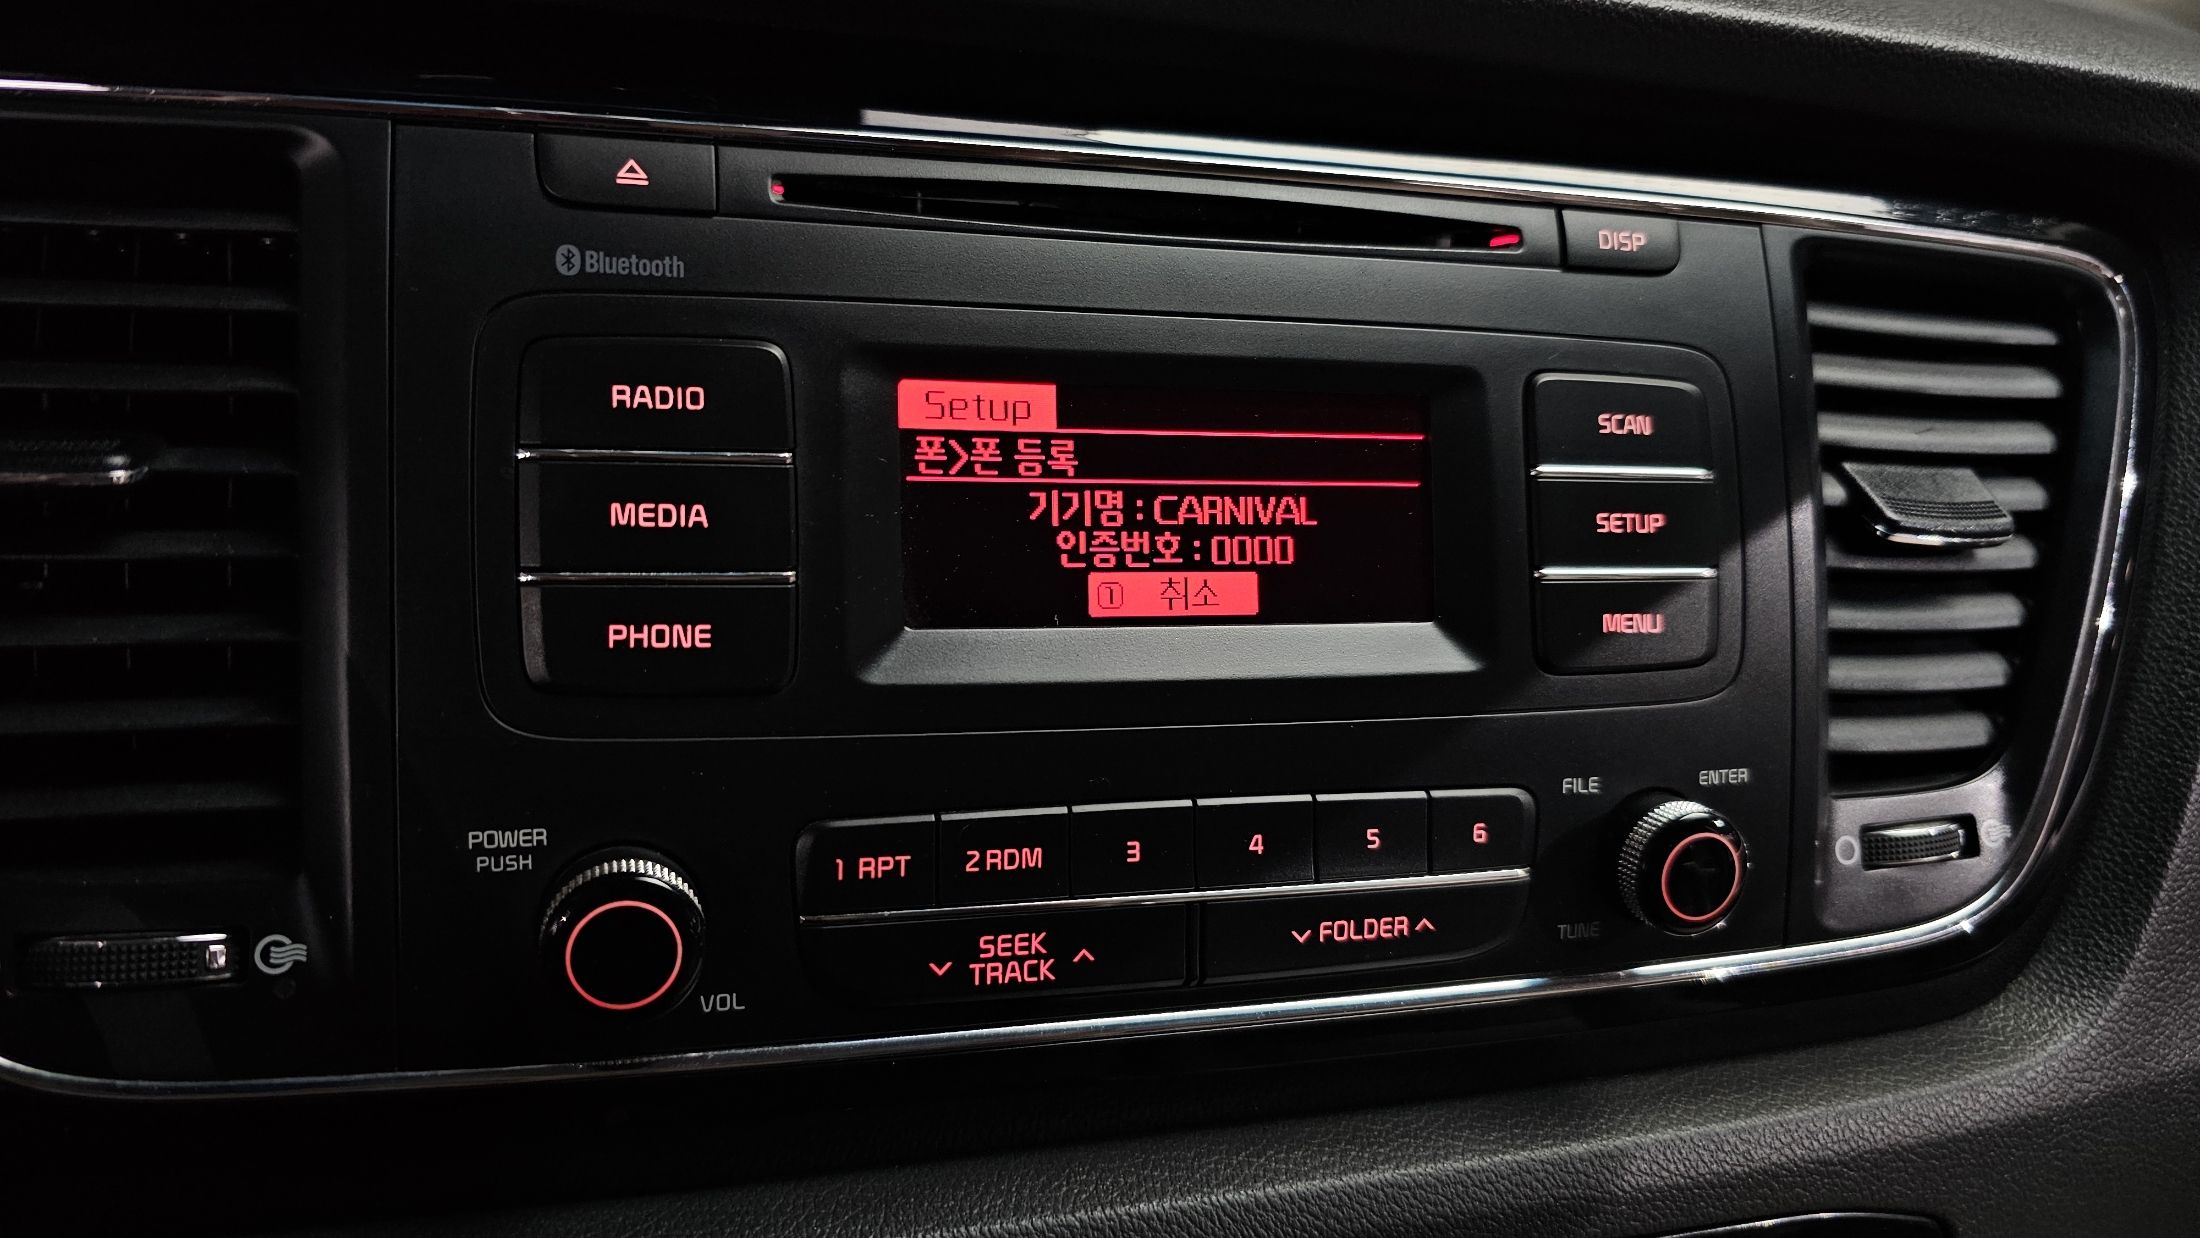 DISP
Bluetooth
RADIO
MEDIA
PHONE
Setup
폰>폰 등록
기기명 : CARNIVAL
인증번호 : 0000
① 취소
SCAN
SETUP
MENU
POWER
PUSH
VOL
1 RPT
2 RDM
3
4
5
6
SEEK
TRACK
FOLDER
FILE
ENTER
TUNE